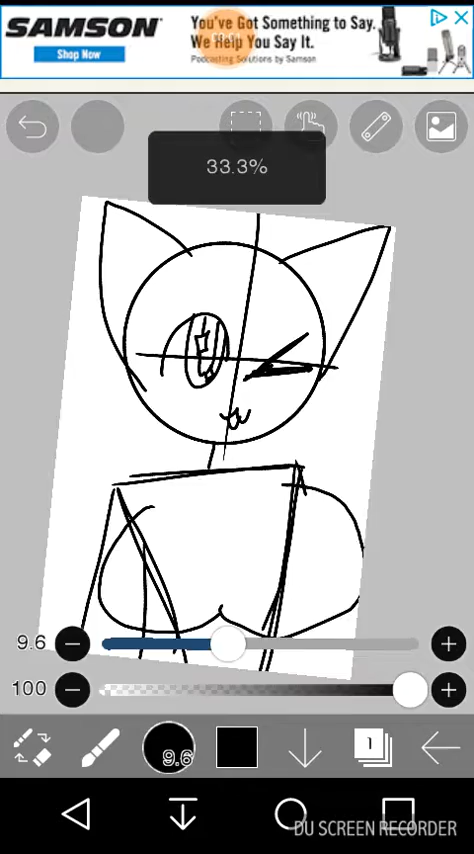 SAMSON
Shop Now
You've Got Something to Say.
We Help You Say It.
Podcasting Solutions by Samson
33.3%
9.6
100
9.6
1
DU SCREEN RECORDER